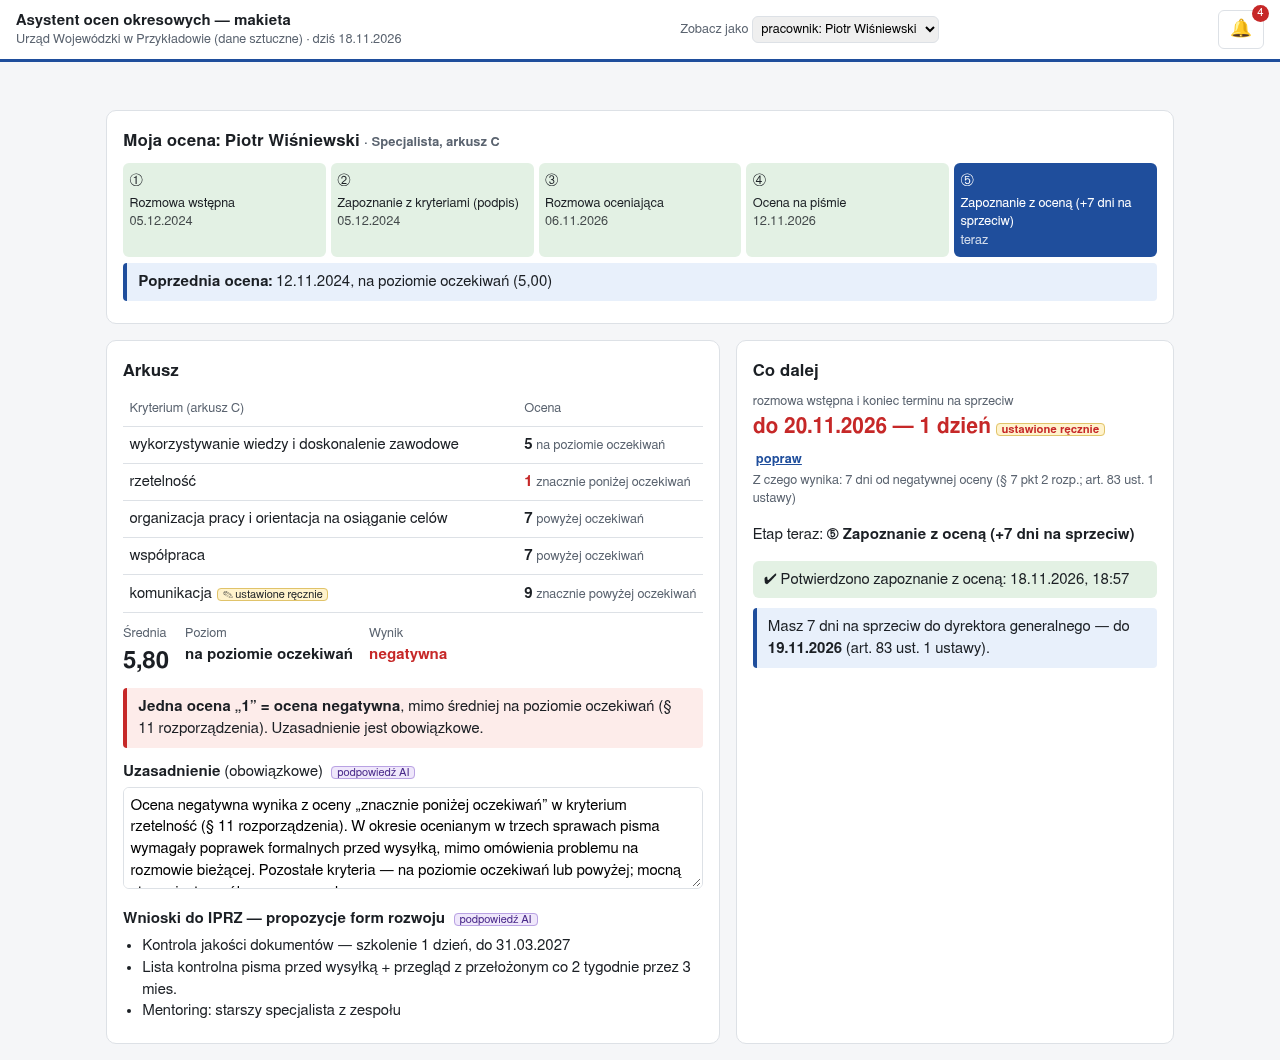 Asystent ocen okresowych — makieta
Urząd Wojewódzki w Przykładowie (dane sztuczne) · dziś 18.11.2026
Zobacz jako pracownik: Piotr Wiśniewski
4
Moja ocena: Piotr Wiśniewski · Specjalista, arkusz C
①
Rozmowa wstępna
05.12.2024
②
Zapoznanie z kryteriami (podpis)
05.12.2024
③
Rozmowa oceniająca
06.11.2026
④
Ocena na piśmie
12.11.2026
⑤
Zapoznanie z oceną (+7 dni na
sprzeciw)
teraz
Poprzednia ocena: 12.11.2024, na poziomie oczekiwań (5,00)
Arkusz
Kryterium (arkusz C) Ocena
wykorzystywanie wiedzy i doskonalenie zawodowe 5 na poziomie oczekiwań
rzetelność 1 znacznie poniżej oczekiwań
organizacja pracy i orientacja na osiąganie celów 7 powyżej oczekiwań
współpraca 7 powyżej oczekiwań
komunikacja ✎ ustawione ręcznie 9 znacznie powyżej oczekiwań
Średnia Poziom Wynik
5,80 na poziomie oczekiwań negatywna
Jedna ocena „1” = ocena negatywna, mimo średniej na poziomie oczekiwań (§
11 rozporządzenia). Uzasadnienie jest obowiązkowe.
Uzasadnienie (obowiązkowe) podpowiedź AI
Ocena negatywna wynika z oceny „znacznie poniżej oczekiwań” w kryterium
rzetelność (§ 11 rozporządzenia). W okresie ocenianym w trzech sprawach pisma
wymagały poprawek formalnych przed wysyłką, mimo omówienia problemu na
rozmowie bieżącej. Pozostałe kryteria — na poziomie oczekiwań lub powyżej; mocną
Wnioski do IPRZ — propozycje form rozwoju podpowiedź AI
• Kontrola jakości dokumentów — szkolenie 1 dzień, do 31.03.2027
• Lista kontrolna pisma przed wysyłką + przegląd z przełożonym co 2 tygodnie przez 3
mies.
• Mentoring: starszy specjalista z zespołu
Co dalej
rozmowa wstępna i koniec terminu na sprzeciw
do 20.11.2026 — 1 dzień ustawione ręcznie
popraw
Z czego wynika: 7 dni od negatywnej oceny (§ 7 pkt 2 rozp.; art. 83 ust. 1
ustawy)
Etap teraz: ⑤ Zapoznanie z oceną (+7 dni na sprzeciw)
✔ Potwierdzono zapoznanie z oceną: 18.11.2026, 18:57
Masz 7 dni na sprzeciw do dyrektora generalnego — do
19.11.2026 (art. 83 ust. 1 ustawy).